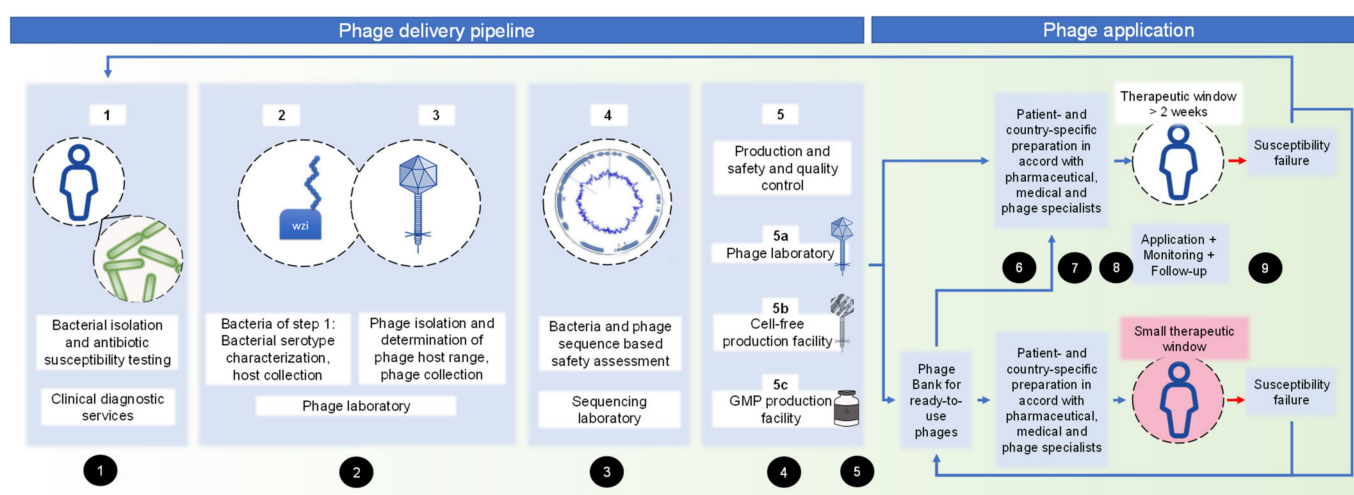 Phage delivery pipeline
Phage application
1
Bacterial isolation
and antibiotic
susceptibility testing
Clinical diagnostic
services
2
3
wzi
Bacteria of step 1:
Bacterial serotype
characterization,
host collection
Phage isolation and
determination of
phage host range,
phage collection
Phage laboratory
4
Bacteria and phage
sequence based
safety assessment
Sequencing
laboratory
5
Production and
safety and quality
control
5a
Phage laboratory
5b
Cell-free
production facility
5c
GMP production
facility
Patient- and
country-specific
preparation in
accord with
pharmaceutical,
medical and
phage specialists
Therapeutic window
> 2 weeks
Susceptibility
failure
6
7
8
Application +
Monitoring +
Follow-up
9
Phage
Bank for
ready-to-
use
phages
Patient- and
country-specific
preparation in
accord with
pharmaceutical,
medical and
phage specialists
Small therapeutic
window
Susceptibility
failure
1
2
3
4
5